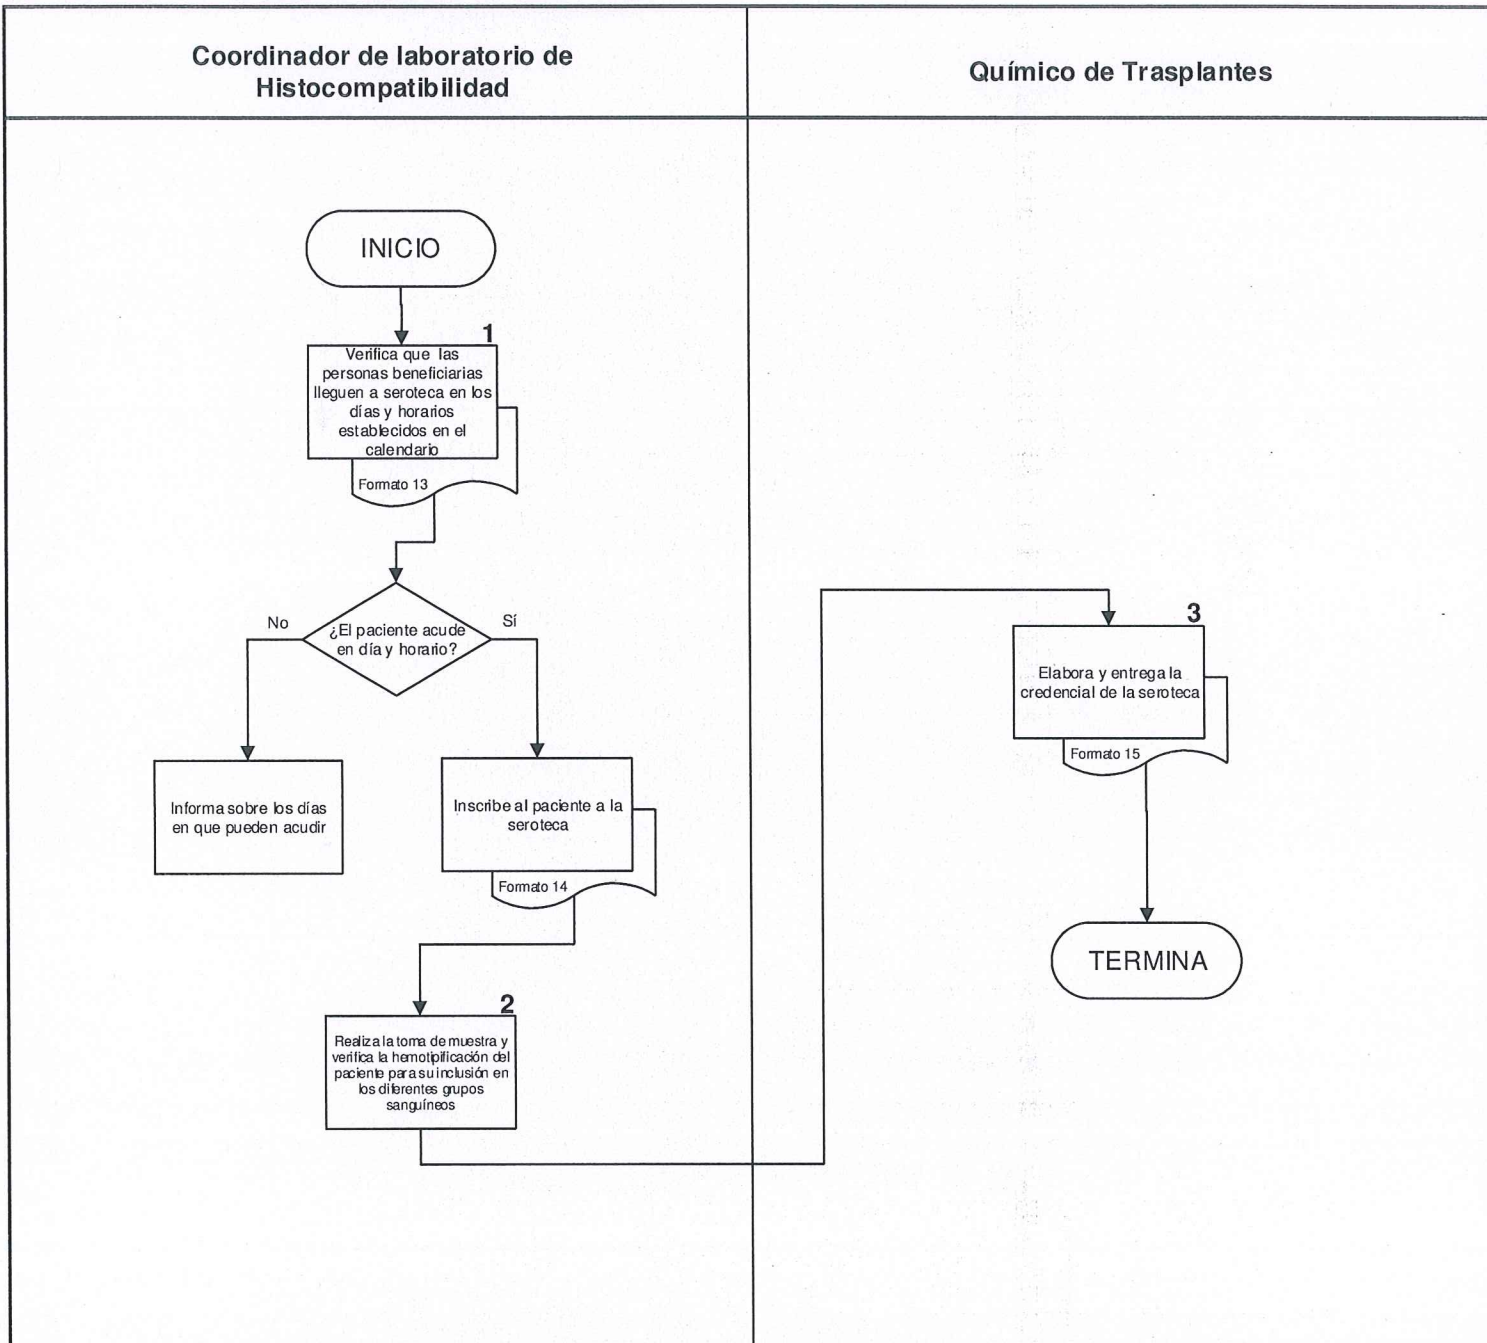 Coordinador de laboratorio de
Histocompatibilidad
Químico de Trasplantes
INICIO
1
Verifica que las
personas beneficiarias
lleguen a seroteca en los
días y horarios
establecidos en el
calendario
Formato 13
¿El paciente acude
en día y horario?
No
Sí
Informa sobre los días
en que pueden acudir
Inscribe al paciente a la
seroteca
Formato 14
2
Realiza la toma de muestra y
verifica la hemotipificación del
paciente para su inclusión en
los diferentes grupos
sanguíneos
3
Elabora y entrega la
credencial de la seroteca
Formato 15
TERMINA